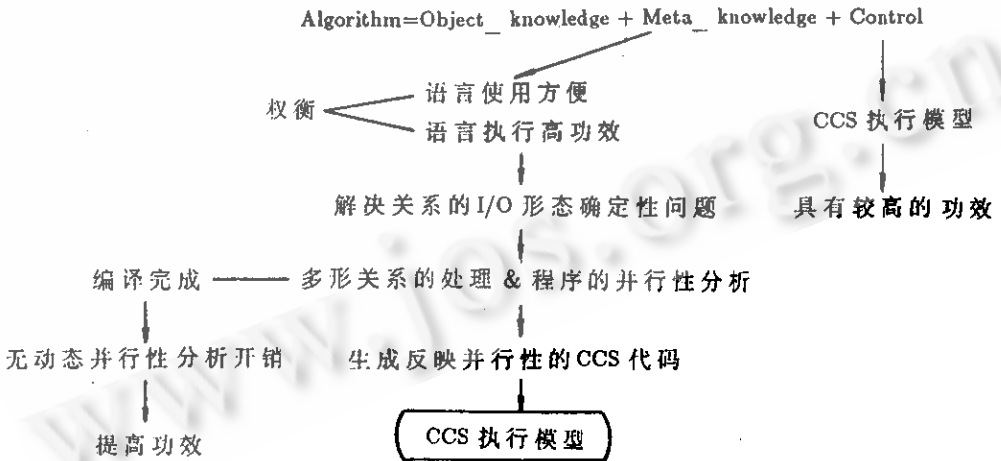 Algorithm=Object_ knowledge + Meta_ knowledge + Control
权衡
语言使用方便
语言执行高功效
CCS 执行模型
解决关系的I/O 形态确定性问题
具有较高的功效
编译完成
多形关系的处理 & 程序的并行性分析
无动态并行性分析开销
生成反映并行性的CCS 代码
提高功效
CCS 执行模型
www.jos.org.cn